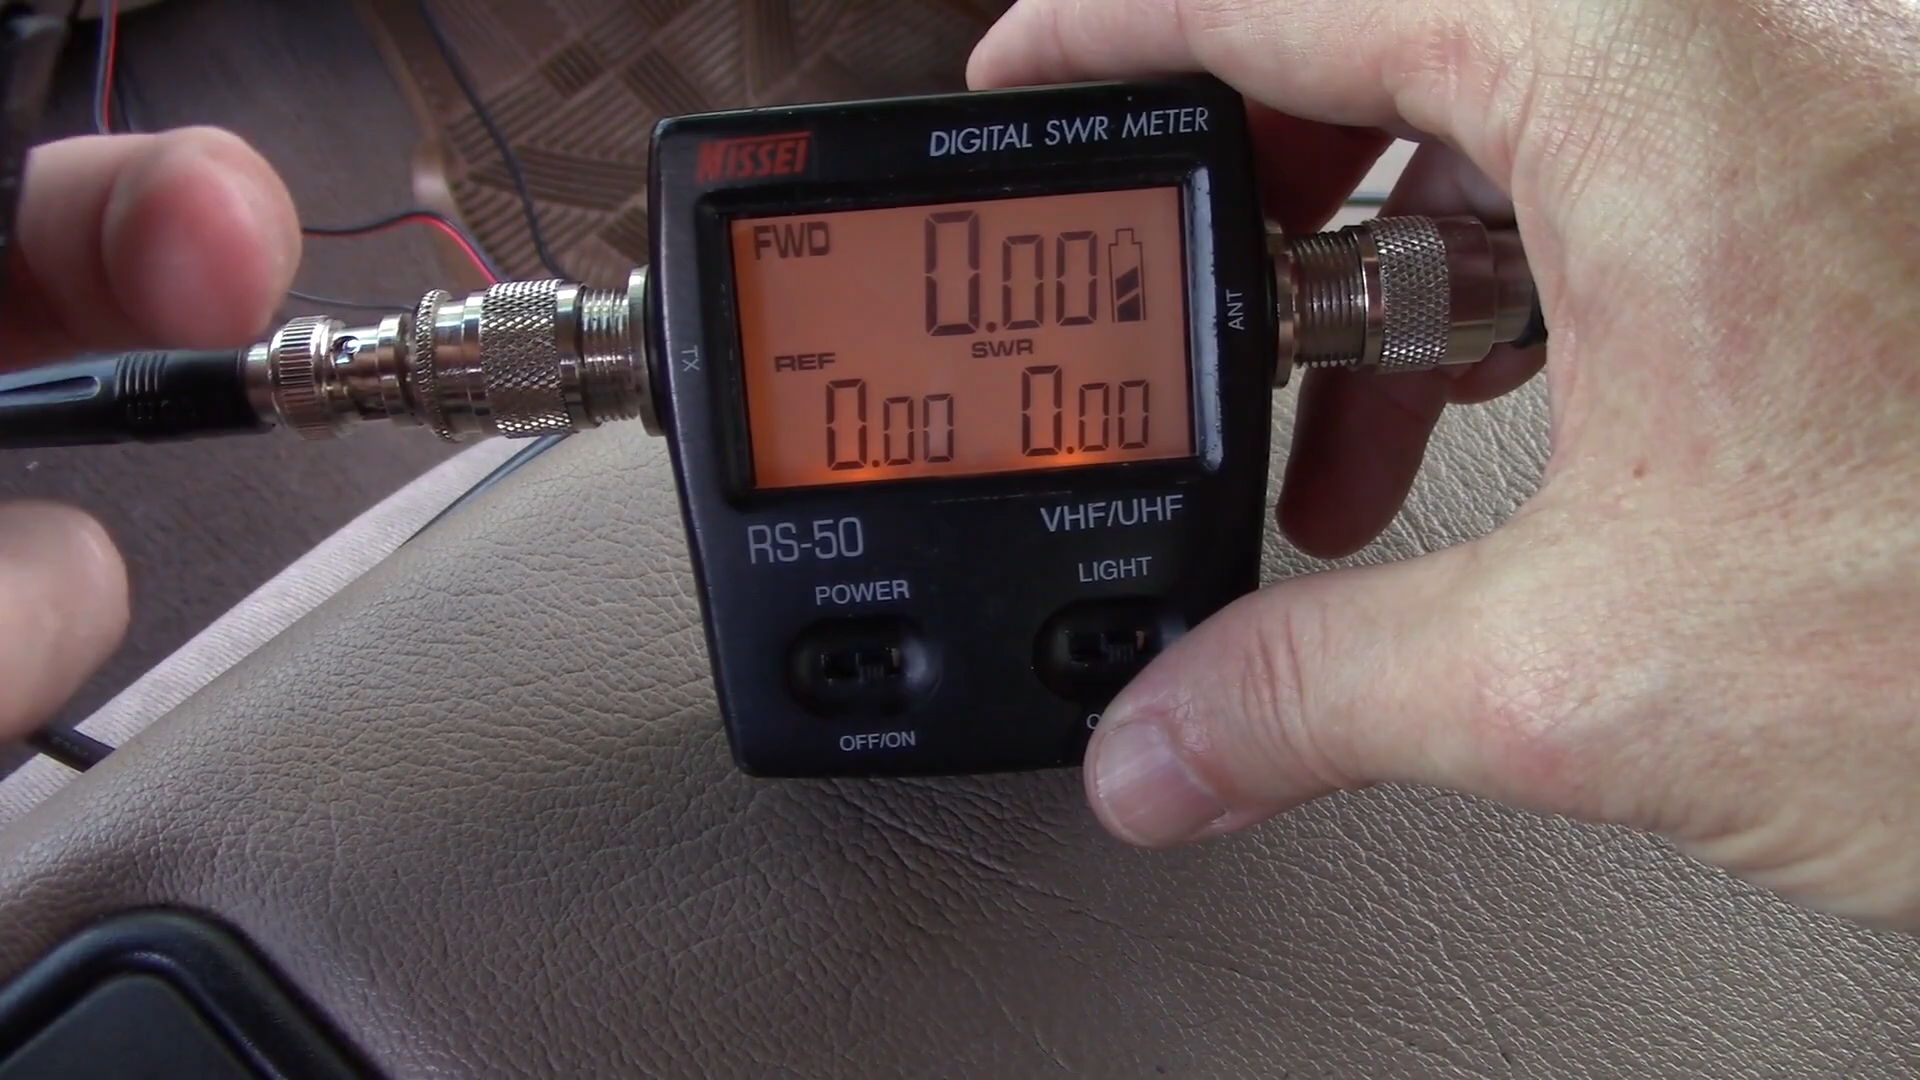 NISSEI
DIGITAL SWR METER
FWD 0.00
REF 0.00
SWR 0.00
TX
ANT
RS-50
VHF/UHF
POWER
LIGHT
OFF/ON